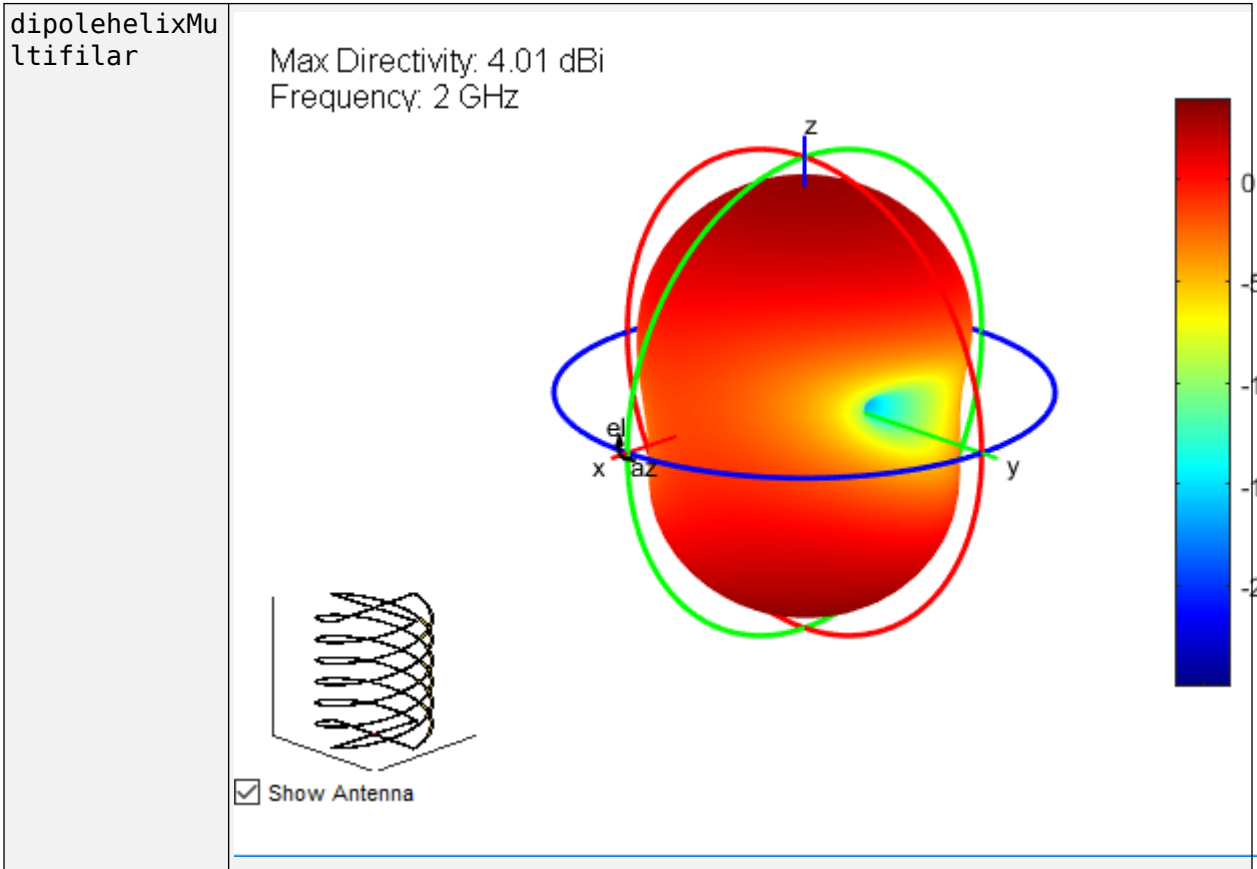 dipolehelixMu
ltifilar
Max Directivity: 4.01 dBi
Frequency: 2 GHz
z
0
el
x
az
y
Show Antenna